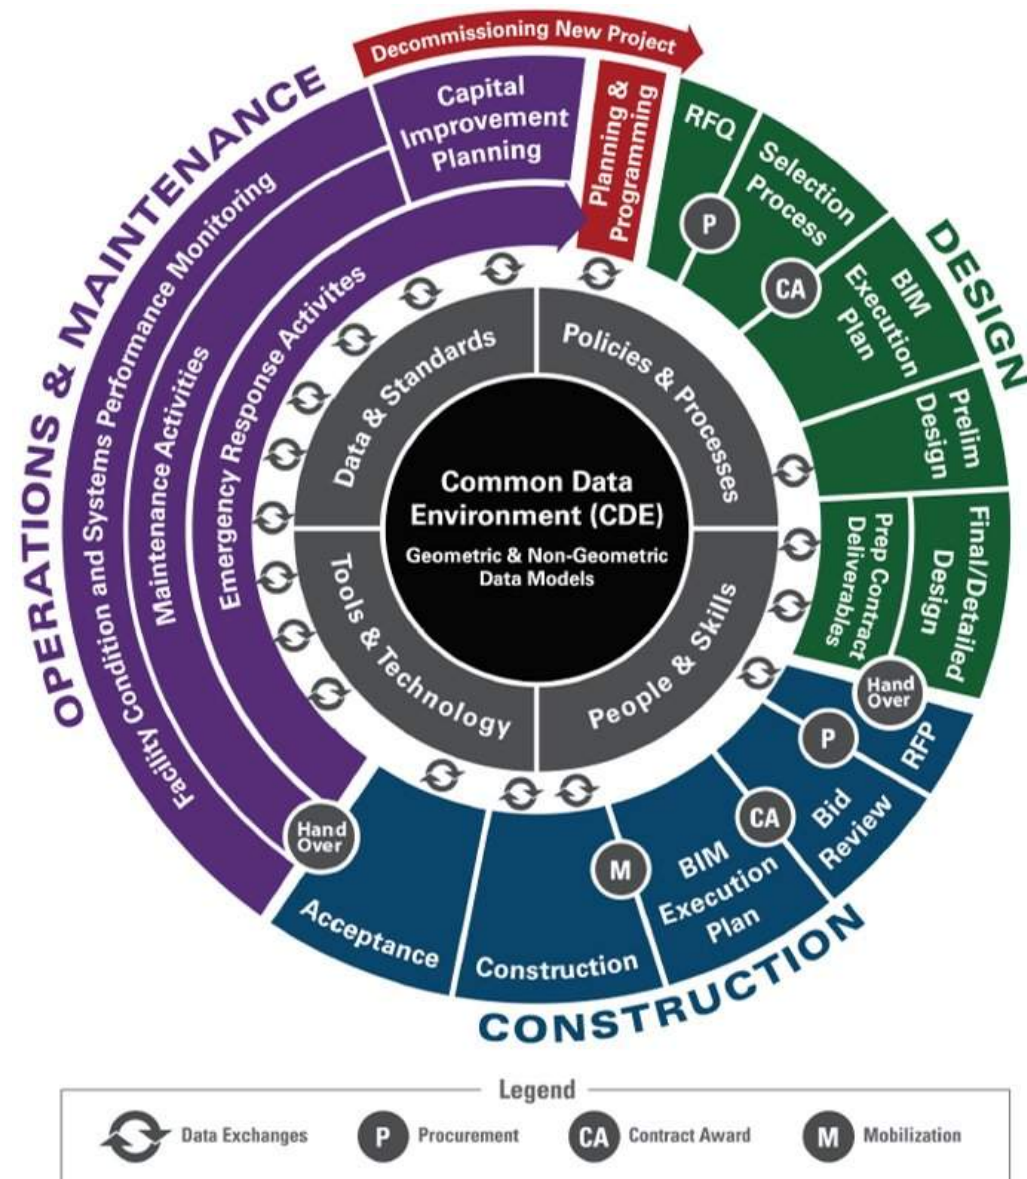 Decommissioning New Project
OPERATIONS & MAINTENANCE
Capital
Improvement
Planning
Facility Condition and Systems Performance Monitoring
Maintenance Activities
Emergency Response Activites
Planning &
Programming
DESIGN
RFQ
P
Selection
Process
CA
BIM
Execution
Plan
Prelim
Design
Final/Detailed
Design
Prep Contract
Deliverables
Hand
Over
RFP
P
Bid
Review
CA
BIM
Execution
Plan
M
Construction
Acceptance
Hand
Over
CONSTRUCTION
Data & Standards
Policies & Processes
Tools & Technology
People & Skills
Common Data
Environment (CDE)
Geometric & Non-Geometric
Data Models
Legend
Data Exchanges
P Procurement
CA Contract Award
M Mobilization